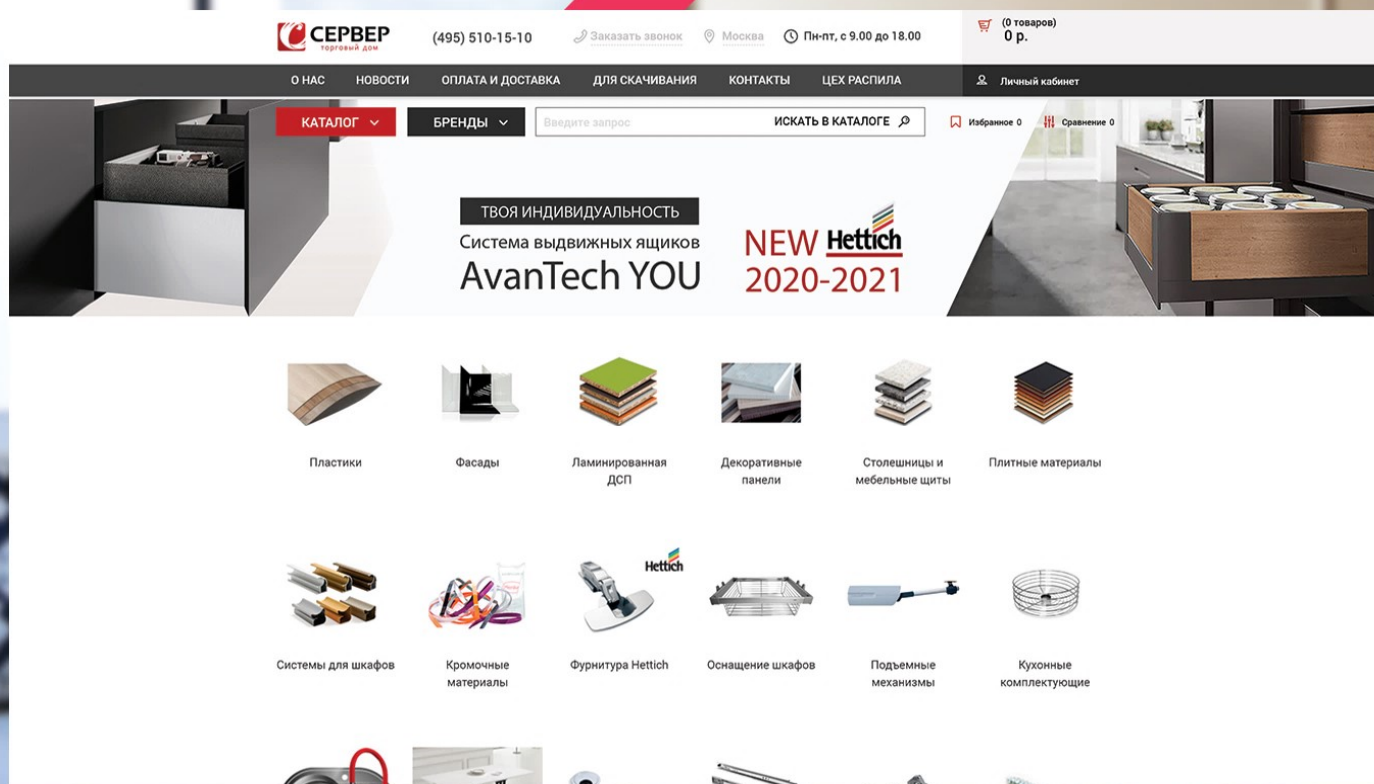 СЕРВЕР
торговый дом
(495) 510-15-10
Заказать звонок
Москва
Пн-пт, с 9.00 до 18.00
(0 товаров)
0 р.
О НАС
НОВОСТИ
ОПЛАТА И ДОСТАВКА
ДЛЯ СКАЧИВАНИЯ
КОНТАКТЫ
ЦЕХ РАСПИЛА
Личный кабинет
КАТАЛОГ
БРЕНДЫ
Введите запрос
ИСКАТЬ В КАТАЛОГЕ
Избранное 0
Сравнение 0
ТВОЯ ИНДИВИДУАЛЬНОСТЬ
Система выдвижных ящиков
AvanTech YOU
NEW Hettich
2020-2021
Пластики
Фасады
Ламинированная
ДСП
Декоративные
панели
Столешницы и
мебельные щиты
Плитные материалы
Hettich
Системы для шкафов
Кромочные
материалы
Фурнитура Hettich
Оснащение шкафов
Подъемные
механизмы
Кухонные
комплектующие